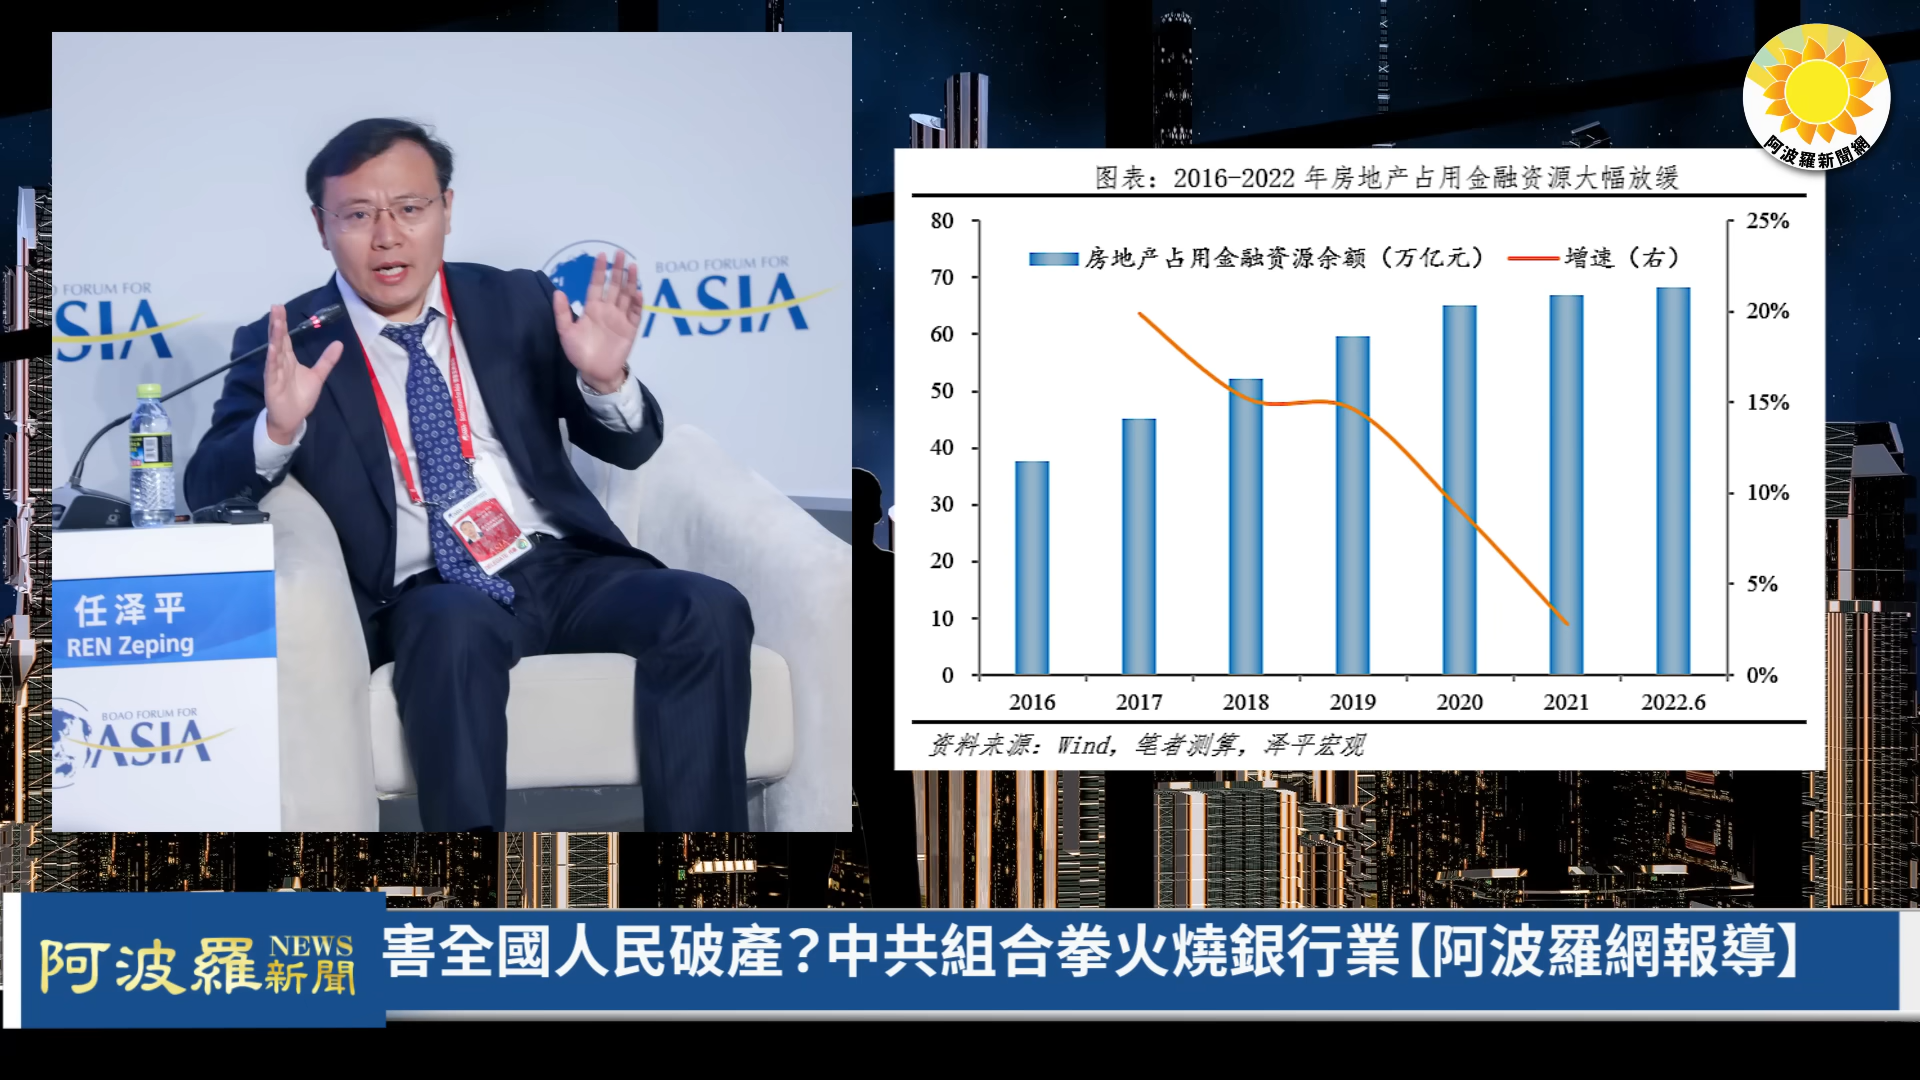 阿波羅新聞網
FORUM FOR
SIA
BOAO FORUM FOR
ASIA
任泽平
REN Zeping
BOAO FORUM FOR
ASIA
图表：2016-2022 年房地产占用金融资源大幅放缓
房地产占用金融资源余额（万亿元） 增速（右）
80 25%
70
60 20%
50 15%
40
30 10%
20 5%
10
0 0%
2016 2017 2018 2019 2020 2021 2022.6
资料来源：Wind，笔者测算，泽平宏观
阿波羅 NEWS 新聞
害全國人民破產？中共組合拳火燒銀行業【阿波羅網報導】